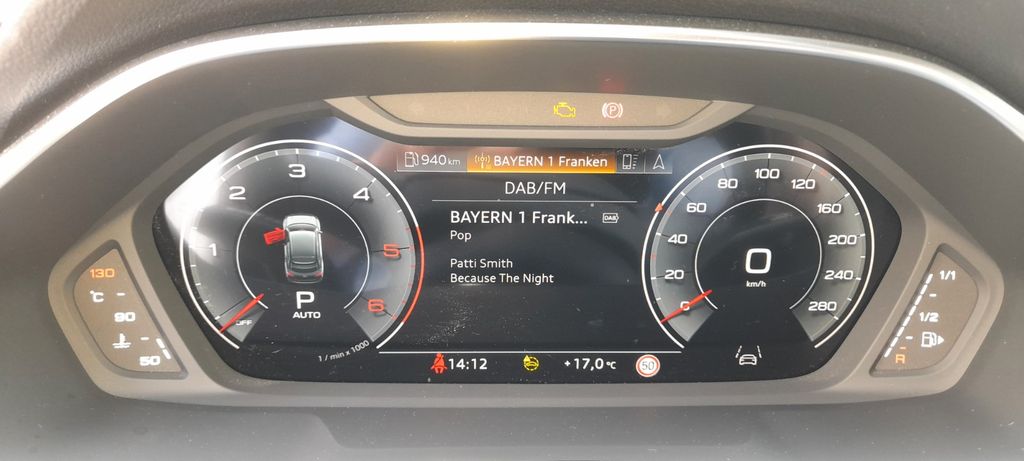 940 km
BAYERN 1 Franken
DAB/FM
BAYERN 1 Frank...
DAB
Pop
Patti Smith
Because The Night
OFF
1
2
3
4
5
6
P
AUTO
1 / min x 1000
0
20
40
60
80
100
120
160
200
240
280
0
km/h
14:12
+17,0 °C
50
130
°C
90
50
1/1
1/2
R
P